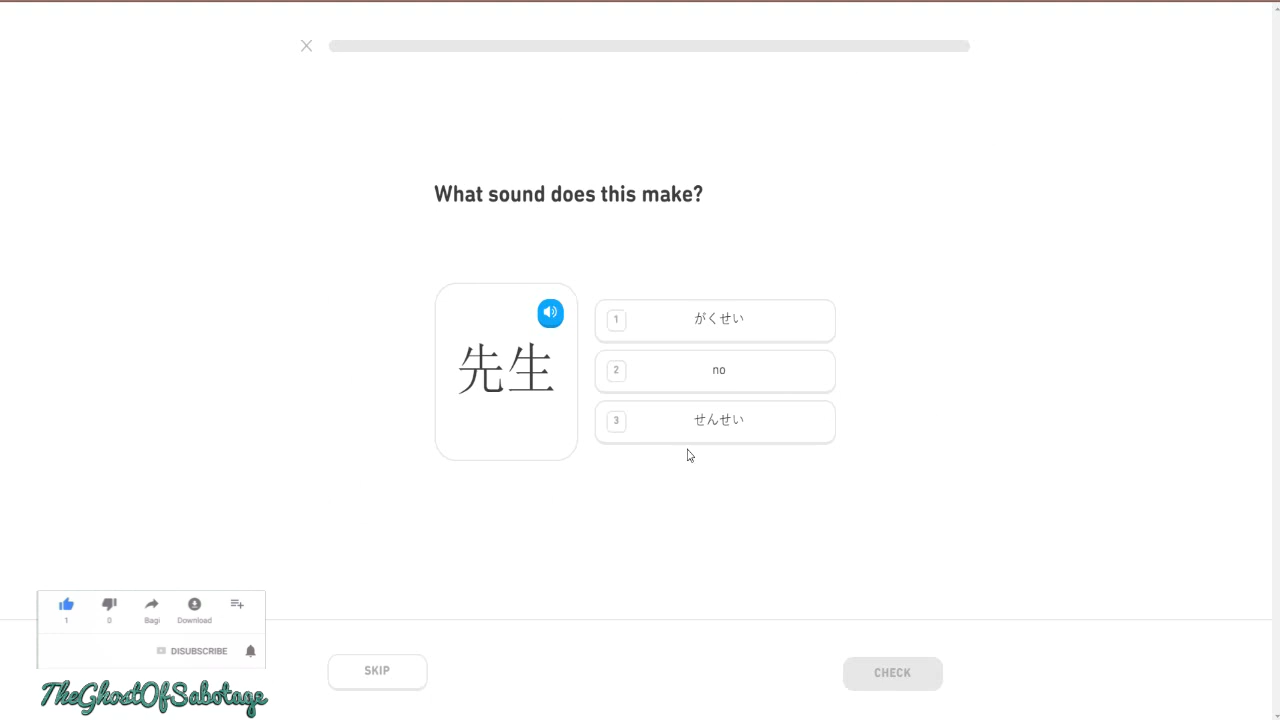 What sound does this make?
先生
1 がくせい
2 no
3 せんせい
1 0 Bagi Download
DISUBSCRIBE
SKIP
CHECK
TheGhostOfSabotage